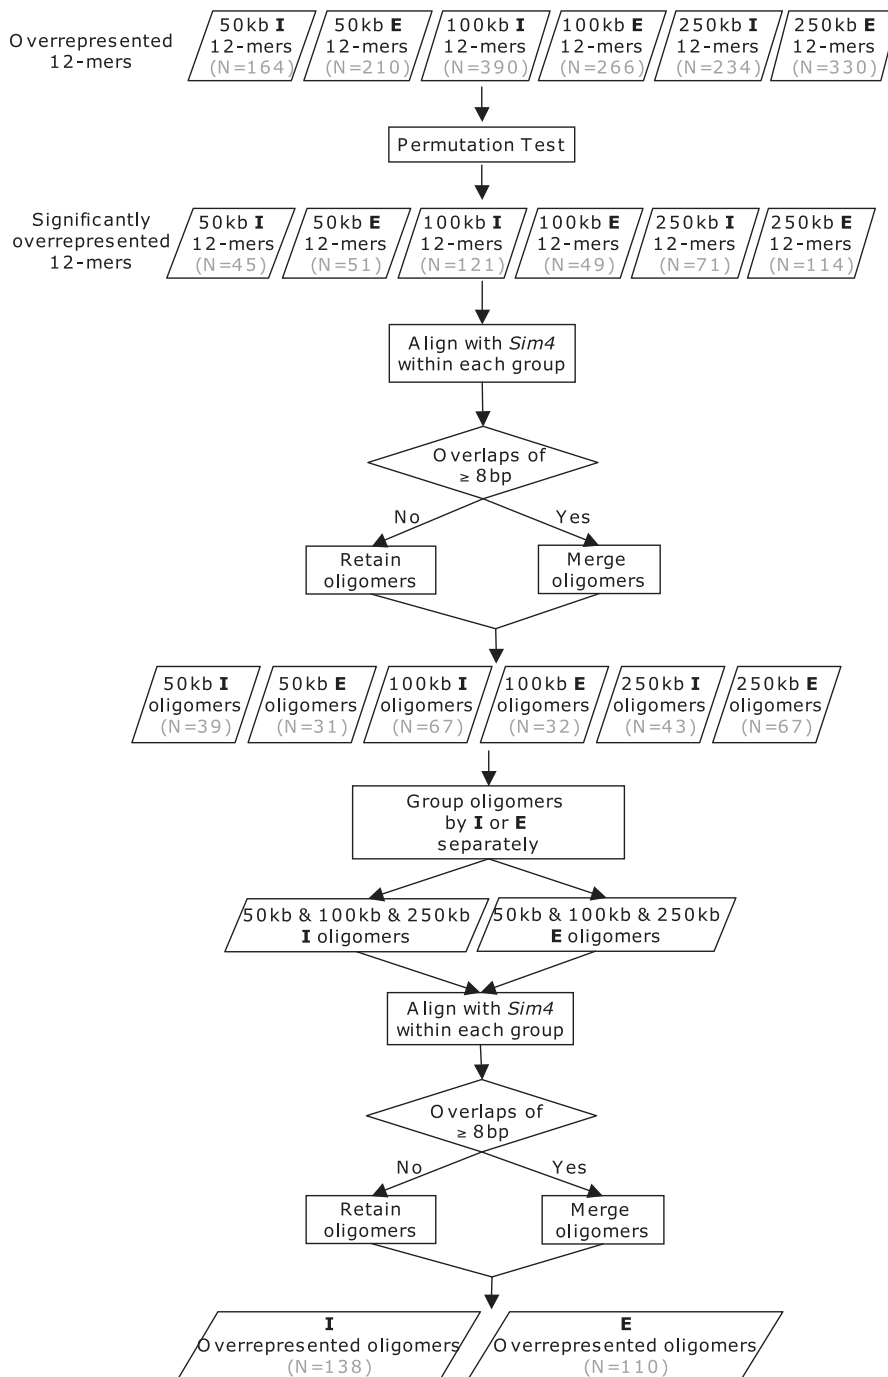 Overrepresented
12-mers
50kb I
12-mers
(N=164)
50kb E
12-mers
(N=210)
100kb I
12-mers
(N=390)
100kb E
12-mers
(N=266)
250kb I
12-mers
(N=234)
250kb E
12-mers
(N=330)
Permutation Test
Significantly
overrepresented
12-mers
50kb I
12-mers
(N=45)
50kb E
12-mers
(N=51)
100kb I
12-mers
(N=121)
100kb E
12-mers
(N=49)
250kb I
12-mers
(N=71)
250kb E
12-mers
(N=114)
Align with Sim4
within each group
Overlaps of
≥ 8bp
No
Yes
Retain
oligomers
Merge
oligomers
50kb I
oligomers
(N=39)
50kb E
oligomers
(N=31)
100kb I
oligomers
(N=67)
100kb E
oligomers
(N=32)
250kb I
oligomers
(N=43)
250kb E
oligomers
(N=67)
Group oligomers
by I or E
separately
50kb & 100kb & 250kb
I oligomers
50kb & 100kb & 250kb
E oligomers
Align with Sim4
within each group
Overlaps of
≥ 8bp
No
Yes
Retain
oligomers
Merge
oligomers
I
Overrepresented oligomers
(N=138)
E
Overrepresented oligomers
(N=110)